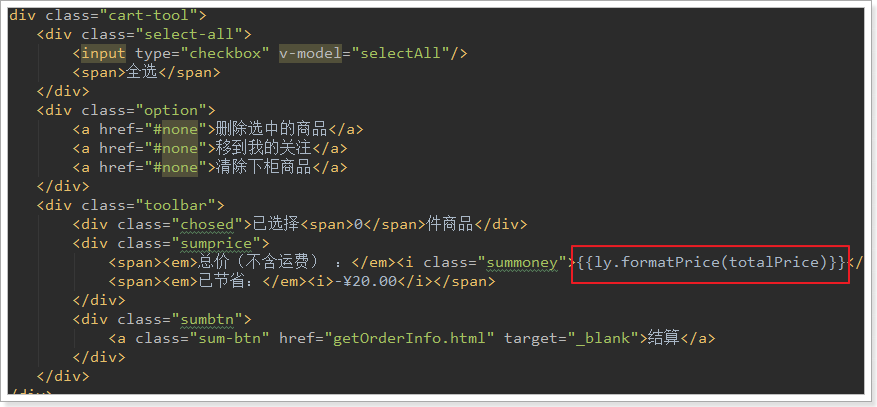 div class="cart-tool">
<div class="select-all">
<input type="checkbox" v-model="selectAll"/>
<span>全选</span>
</div>
<div class="option">
<a href="#none">删除选中的商品</a>
<a href="#none">移到我的关注</a>
<a href="#none">清除下柜商品</a>
</div>
<div class="toolbar">
<div class="chosed">已选择<span>0</span>件商品</div>
<div class="sumprice">
<span><em>总价（不含运费） ：</em><i class="summoney">{{ly.formatPrice(totalPrice)}}</
<span><em>已节省：</em><i>-¥20.00</i></span>
</div>
<div class="sumbtn">
<a class="sum-btn" href="getOrderInfo.html" target="_blank">结算</a>
</div>
</div>
/div>